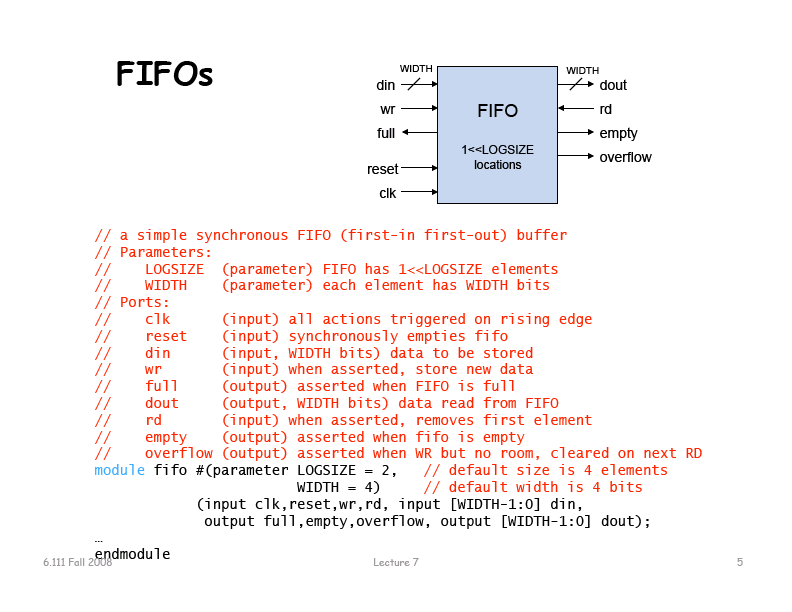 FIFOs
WIDTH
WIDTH
din
dout
wr
FIFO
rd
full
empty
1<<LOGSIZE
locations
overflow
reset
clk
// a simple synchronous FIFO (first-in first-out) buffer
// Parameters:
//    LOGSIZE  (parameter) FIFO has 1<<LOGSIZE elements
//    WIDTH    (parameter) each element has WIDTH bits
// Ports:
//    clk      (input) all actions triggered on rising edge
//    reset    (input) synchronously empties fifo
//    din      (input, WIDTH bits) data to be stored
//    wr       (input) when asserted, store new data
//    full     (output) asserted when FIFO is full
//    dout     (output, WIDTH bits) data read from FIFO
//    rd       (input) when asserted, removes first element
//    empty    (output) asserted when fifo is empty
//    overflow (output) asserted when WR but no room, cleared on next RD
module fifo #(parameter LOGSIZE = 2,   // default size is 4 elements
                        WIDTH = 4)     // default width is 4 bits
            (input clk,reset,wr,rd, input [WIDTH-1:0] din,
             output full,empty,overflow, output [WIDTH-1:0] dout);
…
endmodule
6.111 Fall 2008
Lecture 7
5